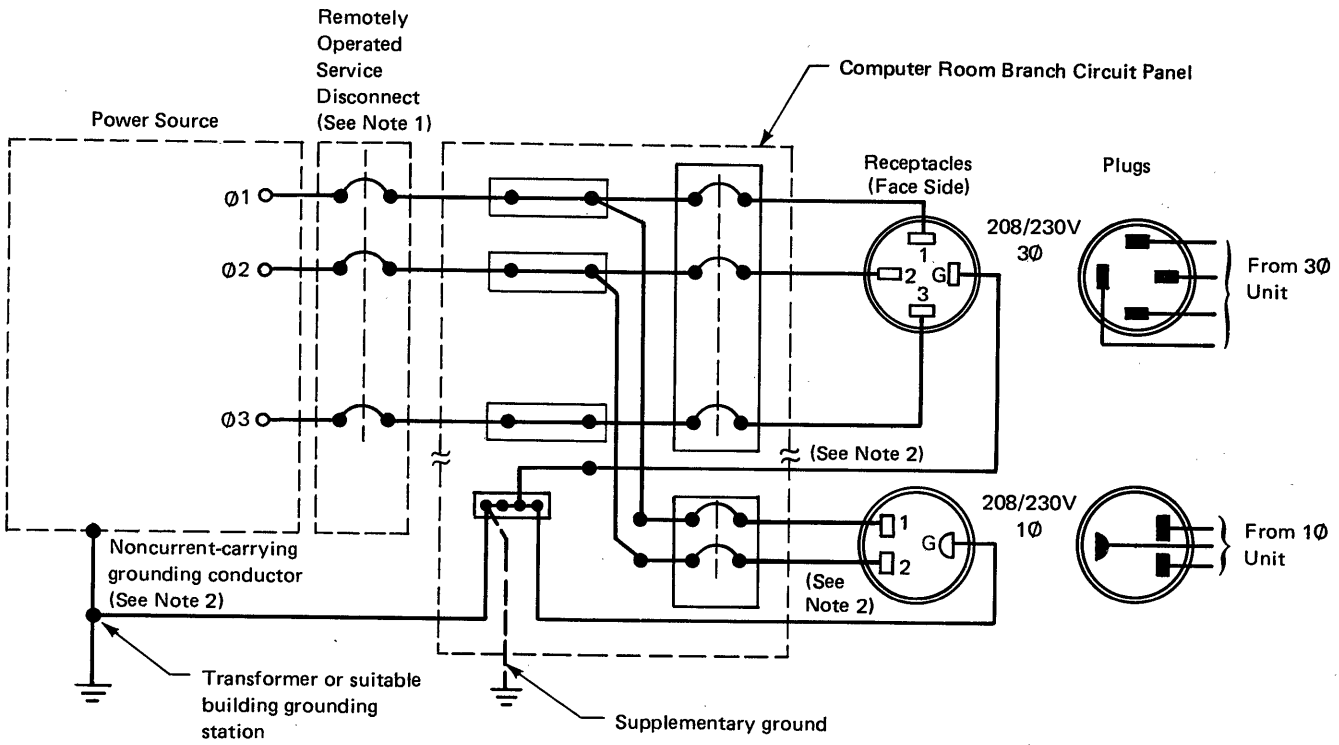 Remotely
Operated
Service
Disconnect
(See Note 1)
Power Source
Computer Room Branch Circuit Panel
Receptacles
(Face Side)
Plugs
Ø1
Ø2
Ø3
1
2
G
3
208/230V
3Ø
From 3Ø
Unit
(See Note 2)
1
2
G
208/230V
1Ø
From 1Ø
Unit
(See
Note 2)
Noncurrent-carrying
grounding conductor
(See Note 2)
Transformer or suitable
building grounding
station
Supplementary ground